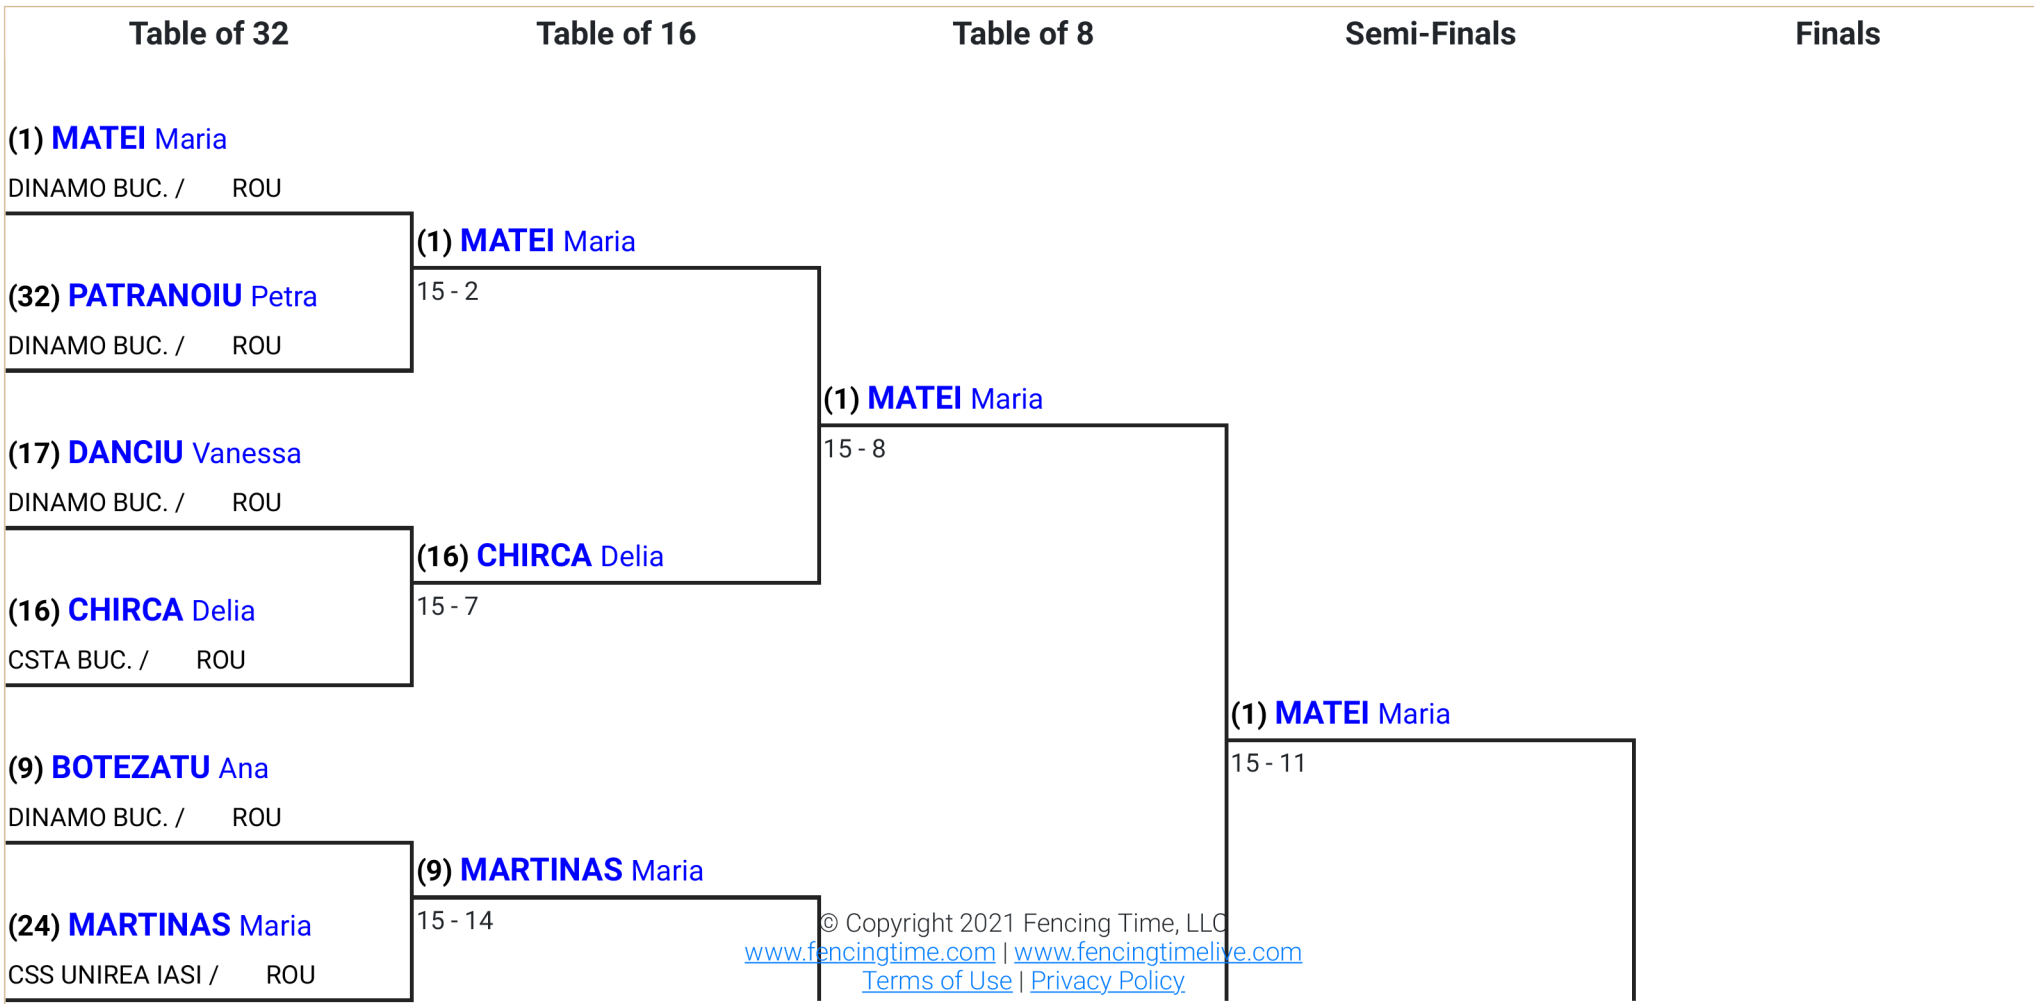 Table of 32 Table of 16 Table of 8 Semi-Finals Finals
(1) MATEI Maria
DINAMO BUC. / ROU
(1) MATEI Maria
15 - 2
(32) PATRANOIU Petra
DINAMO BUC. / ROU
(1) MATEI Maria
15 - 8
(17) DANCIU Vanessa
DINAMO BUC. / ROU
(16) CHIRCA Delia
15 - 7
(16) CHIRCA Delia
CSTA BUC. / ROU
(1) MATEI Maria
15 - 11
(9) BOTEZATU Ana
DINAMO BUC. / ROU
(9) MARTINAS Maria
15 - 14
(24) MARTINAS Maria
CSS UNIREA IASI / ROU
© Copyright 2021 Fencing Time, LLC
www.fencingtime.com | www.fencingtimelive.com
Terms of Use | Privacy Policy